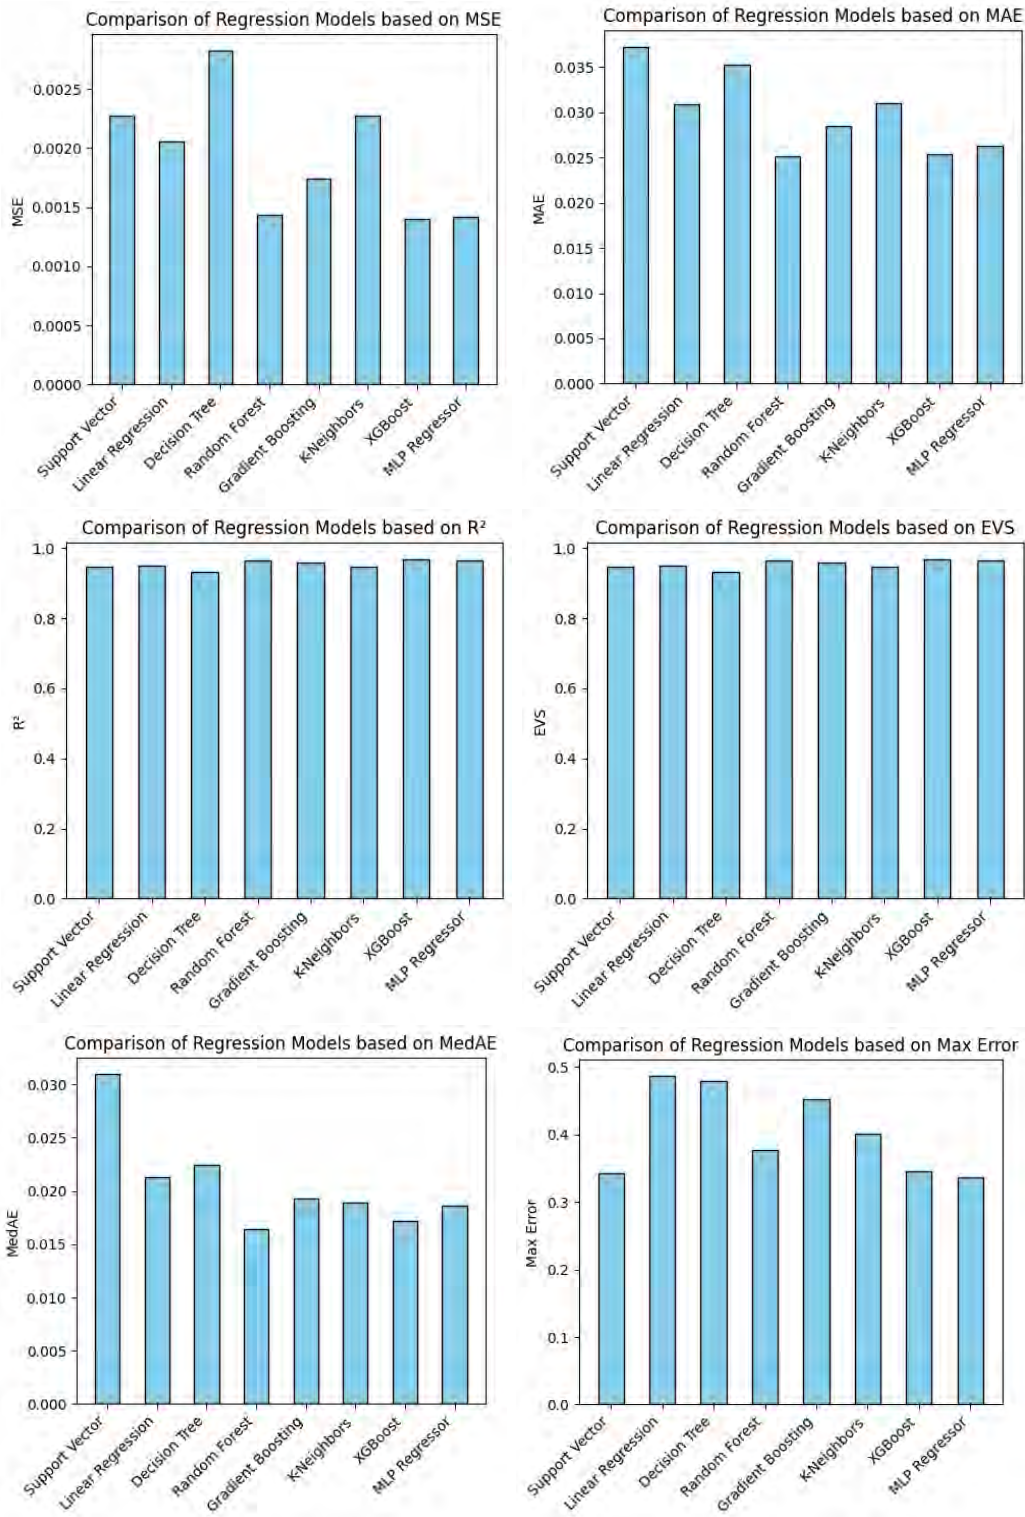 Comparison of Regression Models based on MSE
MSE
0.0025
0.0020
0.0015
0.0010
0.0005
0.0000
Support Vector
Linear Regression
Decision Tree
Random Forest
Gradient Boosting
K-Neighbors
XGBoost
MLP Regressor
Comparison of Regression Models based on MAE
MAE
0.035
0.030
0.025
0.020
0.015
0.010
0.005
0.000
Support Vector
Linear Regression
Decision Tree
Random Forest
Gradient Boosting
K-Neighbors
XGBoost
MLP Regressor
Comparison of Regression Models based on R²
R²
1.0
0.8
0.6
0.4
0.2
0.0
Support Vector
Linear Regression
Decision Tree
Random Forest
Gradient Boosting
K-Neighbors
XGBoost
MLP Regressor
Comparison of Regression Models based on EVS
EVS
1.0
0.8
0.6
0.4
0.2
0.0
Support Vector
Linear Regression
Decision Tree
Random Forest
Gradient Boosting
K-Neighbors
XGBoost
MLP Regressor
Comparison of Regression Models based on MedAE
MedAE
0.030
0.025
0.020
0.015
0.010
0.005
0.000
Support Vector
Linear Regression
Decision Tree
Random Forest
Gradient Boosting
K-Neighbors
XGBoost
MLP Regressor
Comparison of Regression Models based on Max Error
Max Error
0.5
0.4
0.3
0.2
0.1
0.0
Support Vector
Linear Regression
Decision Tree
Random Forest
Gradient Boosting
K-Neighbors
XGBoost
MLP Regressor